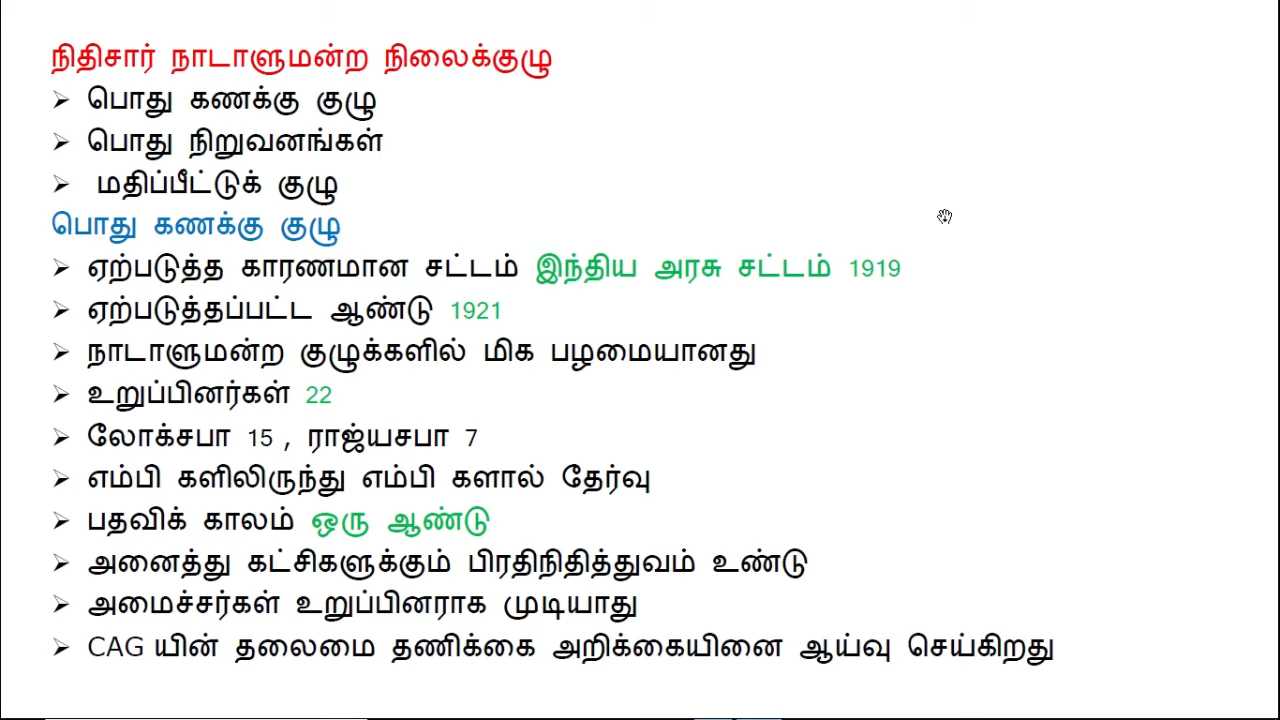 நிதிசார் நாடாளுமன்ற நிலைக்குழு
➢ பொது கணக்கு குழு
➢ பொது நிறுவனங்கள்
➢ மதிப்பீட்டுக் குழு
பொது கணக்கு குழு
➢ ஏற்படுத்த காரணமான சட்டம் இந்திய அரசு சட்டம் 1919
➢ ஏற்படுத்தப்பட்ட ஆண்டு 1921
➢ நாடாளுமன்ற குழுக்களில் மிக பழமையானது
➢ உறுப்பினர்கள் 22
➢ லோக்சபா 15 , ராஜ்யசபா 7
➢ எம்பி களிலிருந்து எம்பி களால் தேர்வு
➢ பதவிக் காலம் ஒரு ஆண்டு
➢ அனைத்து கட்சிகளுக்கும் பிரதிநிதித்துவம் உண்டு
➢ அமைச்சர்கள் உறுப்பினராக முடியாது
➢ CAG யின் தலைமை தணிக்கை அறிக்கையினை ஆய்வு செய்கிறது